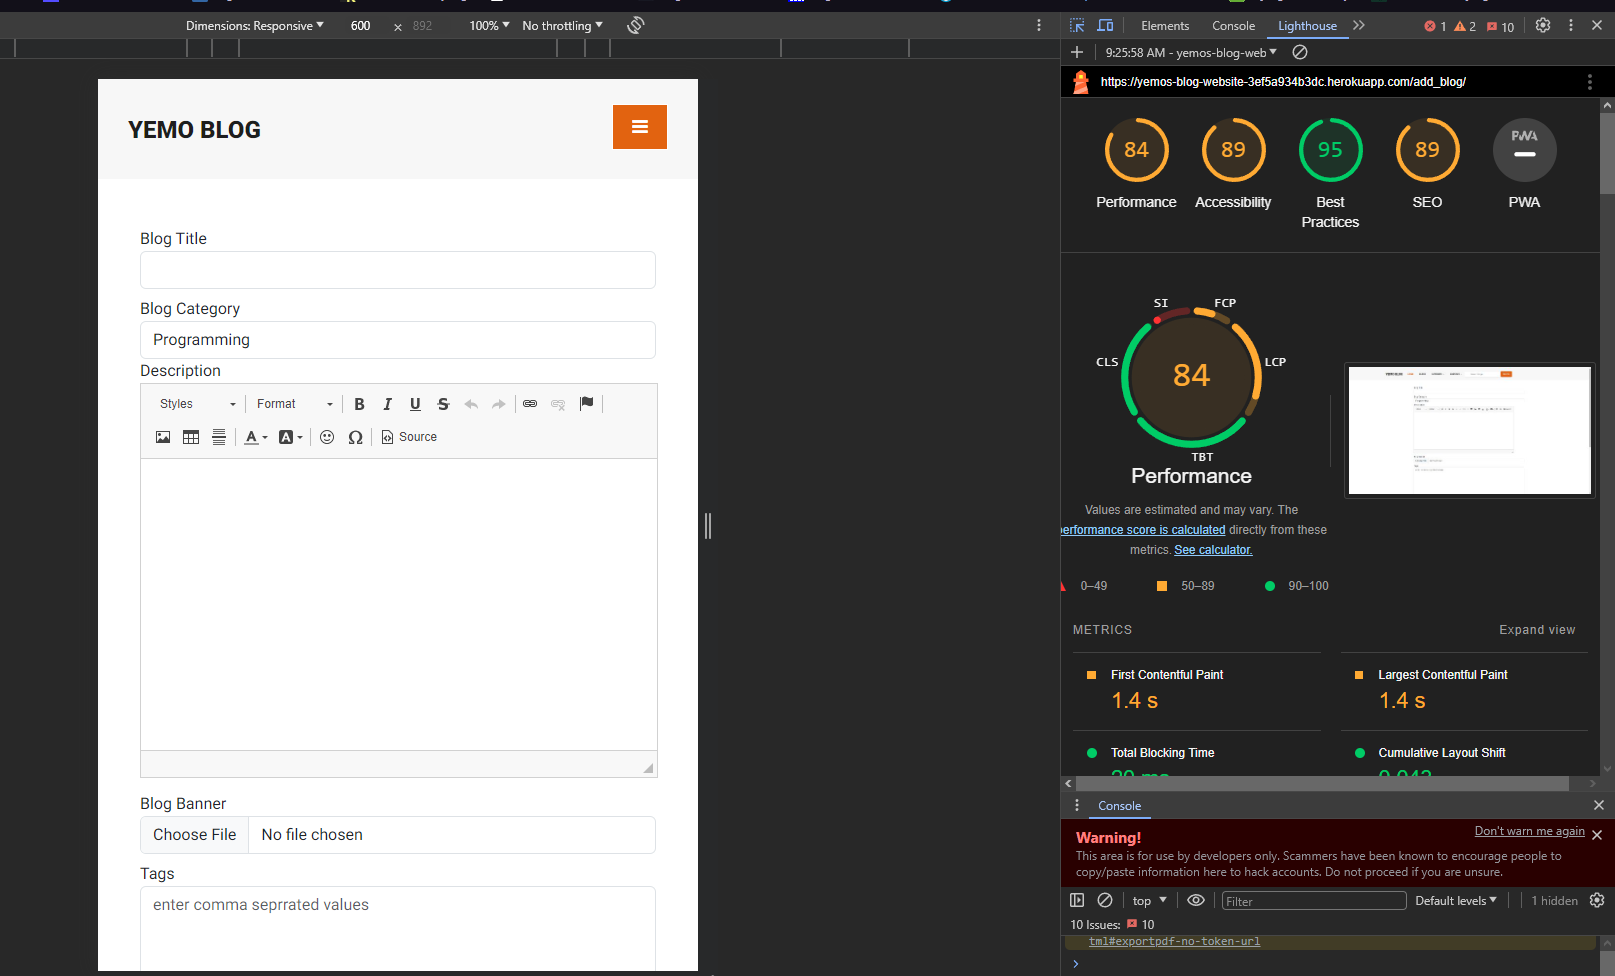 Dimensions: Responsive 600 × 892 100% No throttling
YEMO BLOG
Blog Title
Blog Category
Programming
Description
Styles Format B I U S
A A Ω Source
Blog Banner
Choose File No file chosen
Tags
enter comma seprrated values
Elements Console Lighthouse 1 2 10
9:25:58 AM - yemos-blog-web
https://yemos-blog-website-3ef5a934b3dc.herokuapp.com/add_blog/
84 89 95 89 PWA
Performance Accessibility Best Practices SEO PWA
SI FCP
CLS LCP
84
TBT
Performance
Values are estimated and may vary. The
erformance score is calculated directly from these
metrics. See calculator.
0–49 50–89 90–100
METRICS Expand view
First Contentful Paint
1.4 s
Largest Contentful Paint
1.4 s
Total Blocking Time
20 ms
Cumulative Layout Shift
0.042
Console
Warning! Don't warn me again
This area is for use by developers only. Scammers have been known to encourage people to
copy/paste information here to hack accounts. Do not proceed if you are unsure.
top Filter Default levels 1 hidden
10 Issues: 10
tml#exportpdf-no-token-url